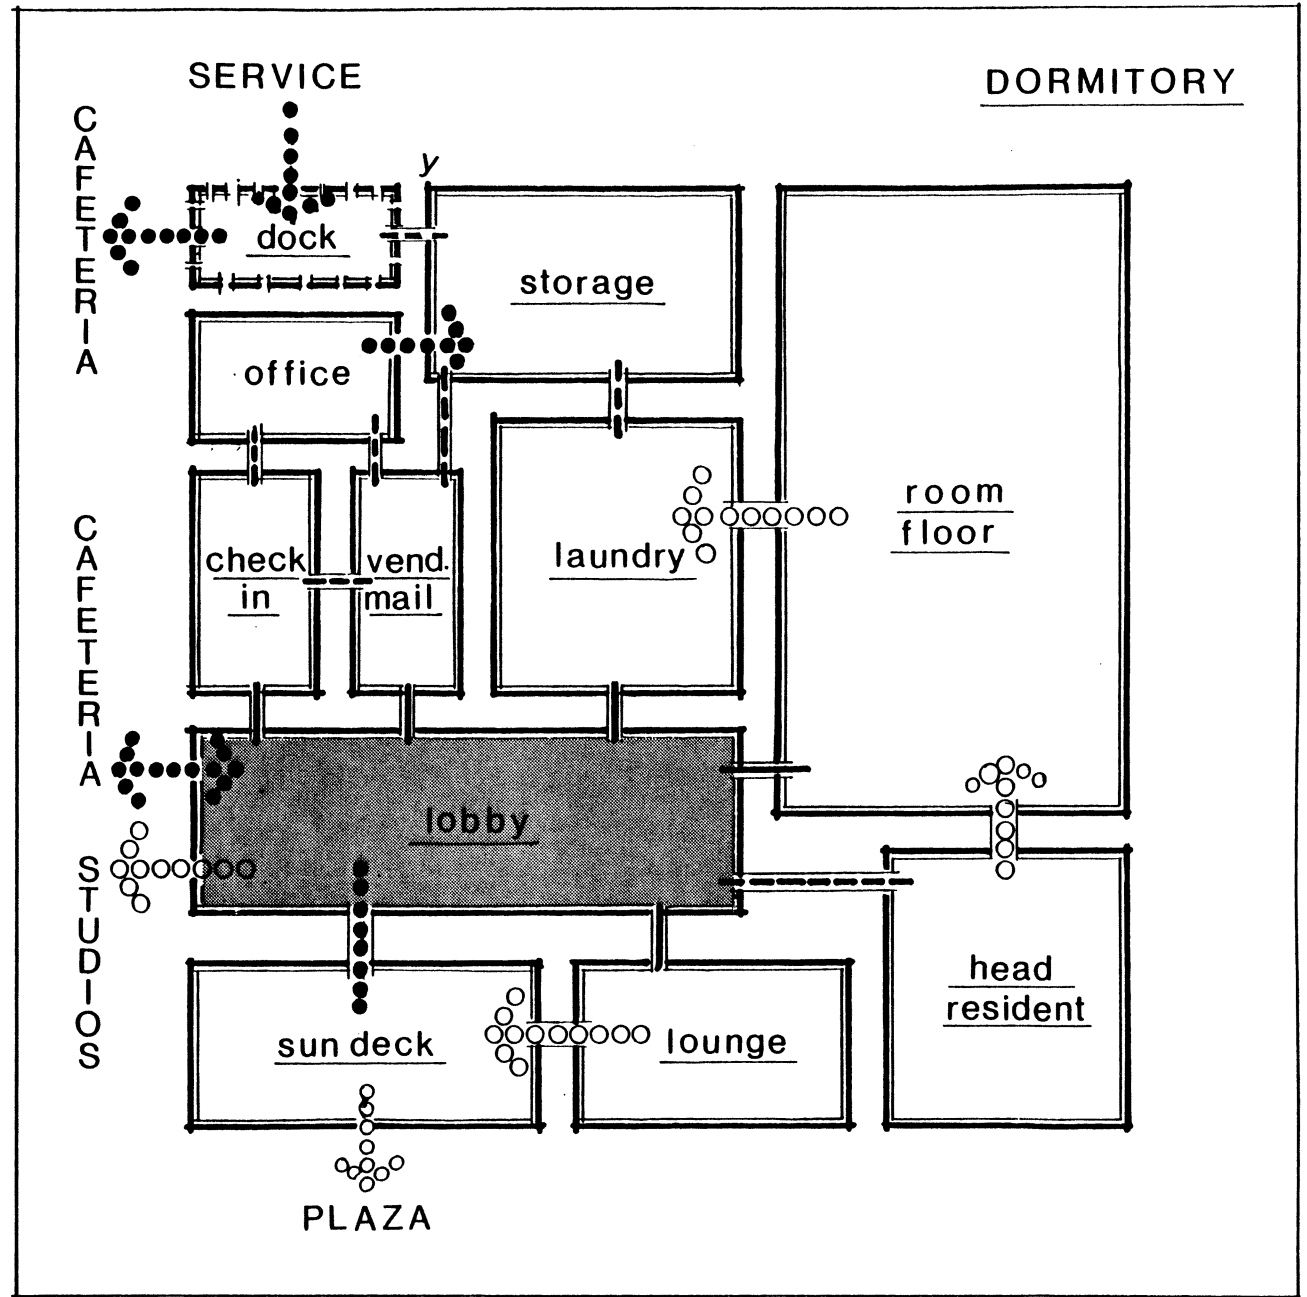 SERVICE
DORMITORY
CAFETERIA
y
dock
storage
office
room
floor
CAFETERIA
check
in
vend.
mail
laundry
lobby
STUDIOS
head
resident
sun deck
lounge
PLAZA